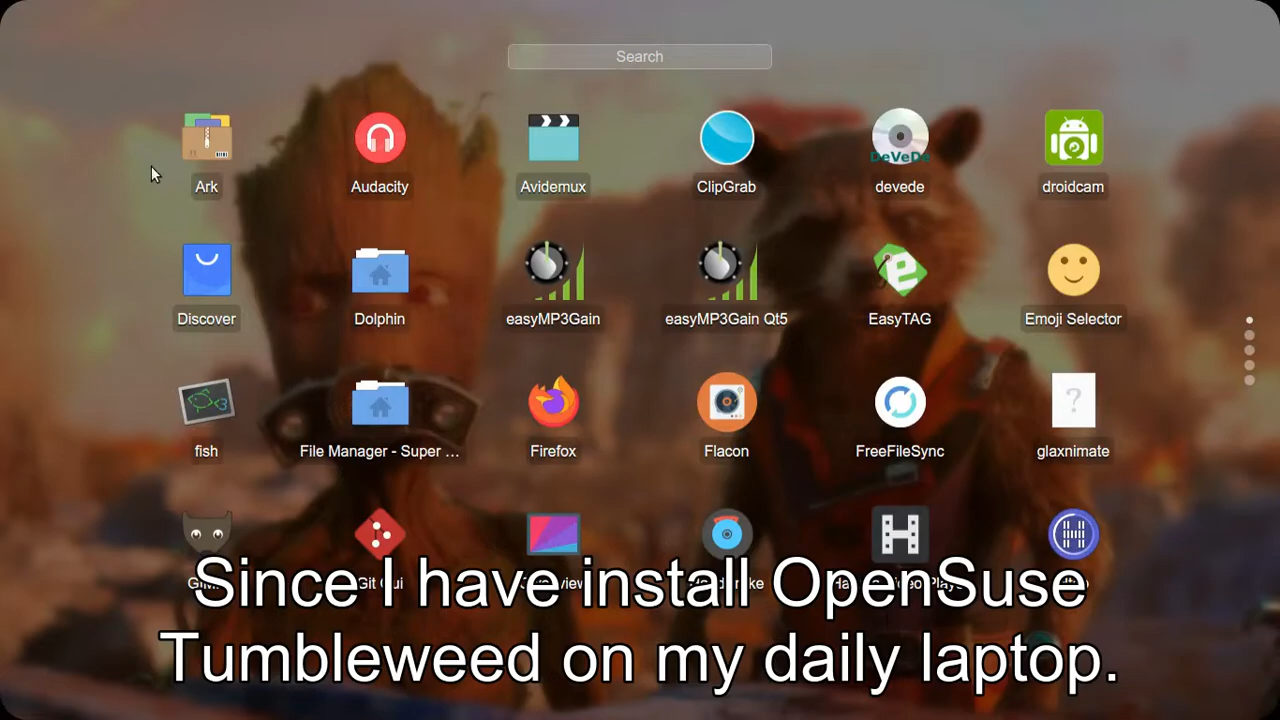 Search
Ark
Audacity
Avidemux
ClipGrab
DeVeDe
devede
droidcam
Discover
Dolphin
easyMP3Gain
easyMP3Gain Qt5
EasyTAG
Emoji Selector
fish
File Manager - Super ...
Firefox
Flacon
FreeFileSync
glaxnimate
Since I have install OpenSuse
Tumbleweed on my daily laptop.